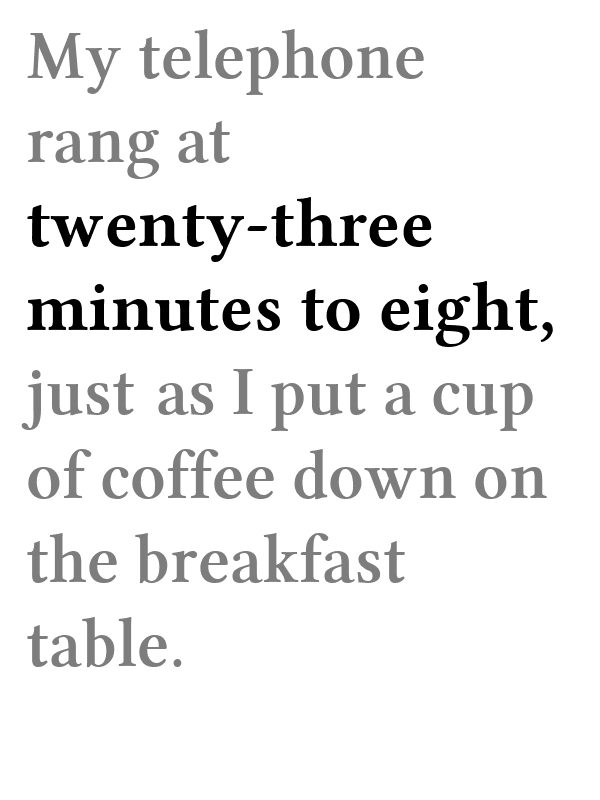 My telephone
rang at
twenty-three
minutes to eight,
just as I put a cup
of coffee down on
the breakfast
table.